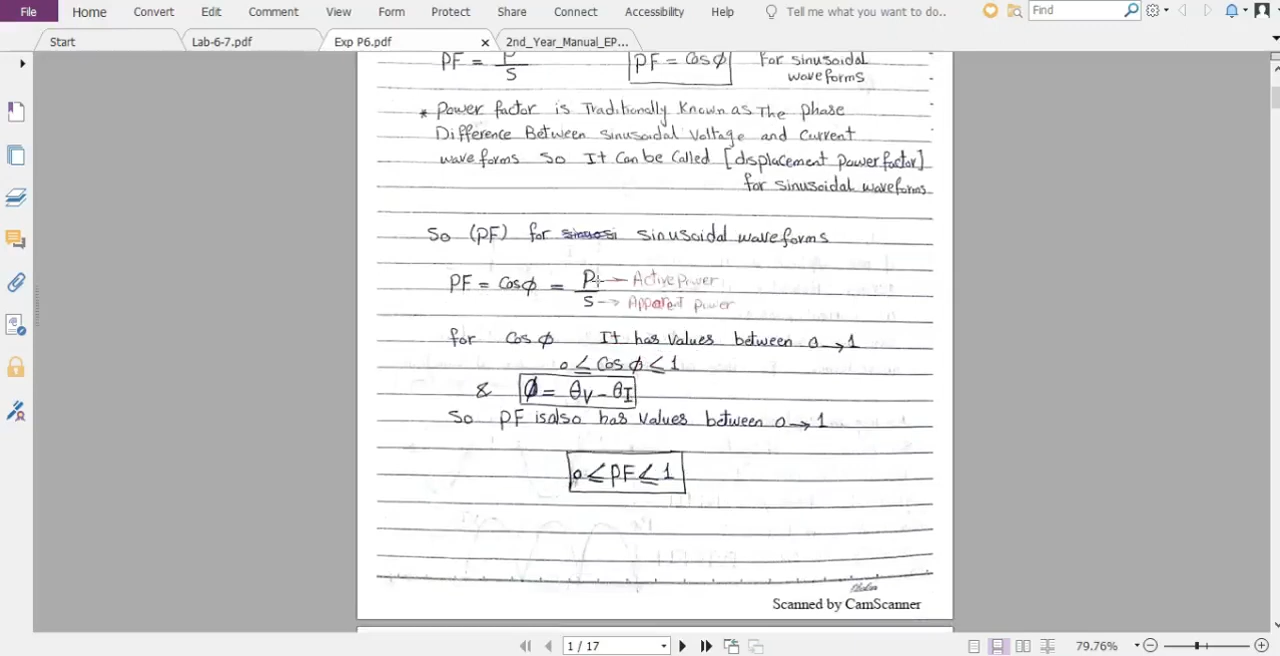 File Home Convert Edit Comment View Form Protect Share Connect Accessibility Help Tell me what you want to do.. Find
Start Lab-6-7.pdf Exp P6.pdf 2nd_Year_Manual_EP...
PF = P/S PF = Cosϕ For sinusoidal
waveforms
* Power factor is Traditionally Known as The phase
Difference Between sinusoidal Voltage and Current
waveforms So It Can be Called [displacement power factor]
for sinusoidal waveforms
So (PF) for sinusoidal waveforms
PF = Cosϕ = P/S
P → Active Power
S → Apparent Power
for Cosϕ It has Values between 0 → 1
0 ≤ Cosϕ ≤ 1
& ϕ = θV - θI
So PF is also has Values between 0 → 1
0 ≤ PF ≤ 1
Scanned by CamScanner
1 / 17 79.76%